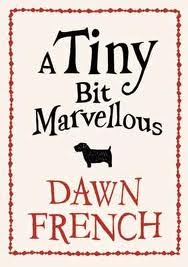 A Tiny
Bit
Marvellous
DAWN
FRENCH